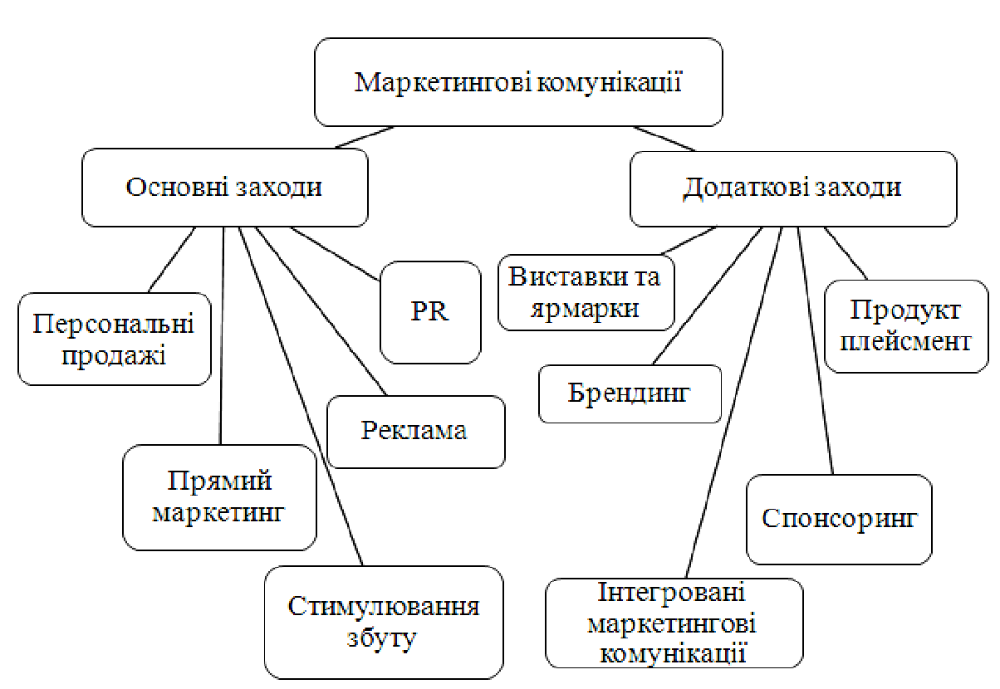 Маркетингові комунікації
Основні заходи
Додаткові заходи
Персональні
продажі
Прямий
маркетинг
Стимулювання
збуту
Реклама
PR
Виставки та
ярмарки
Брендинг
Інтегровані
маркетингові
комунікації
Спонсоринг
Продукт
плейсмент